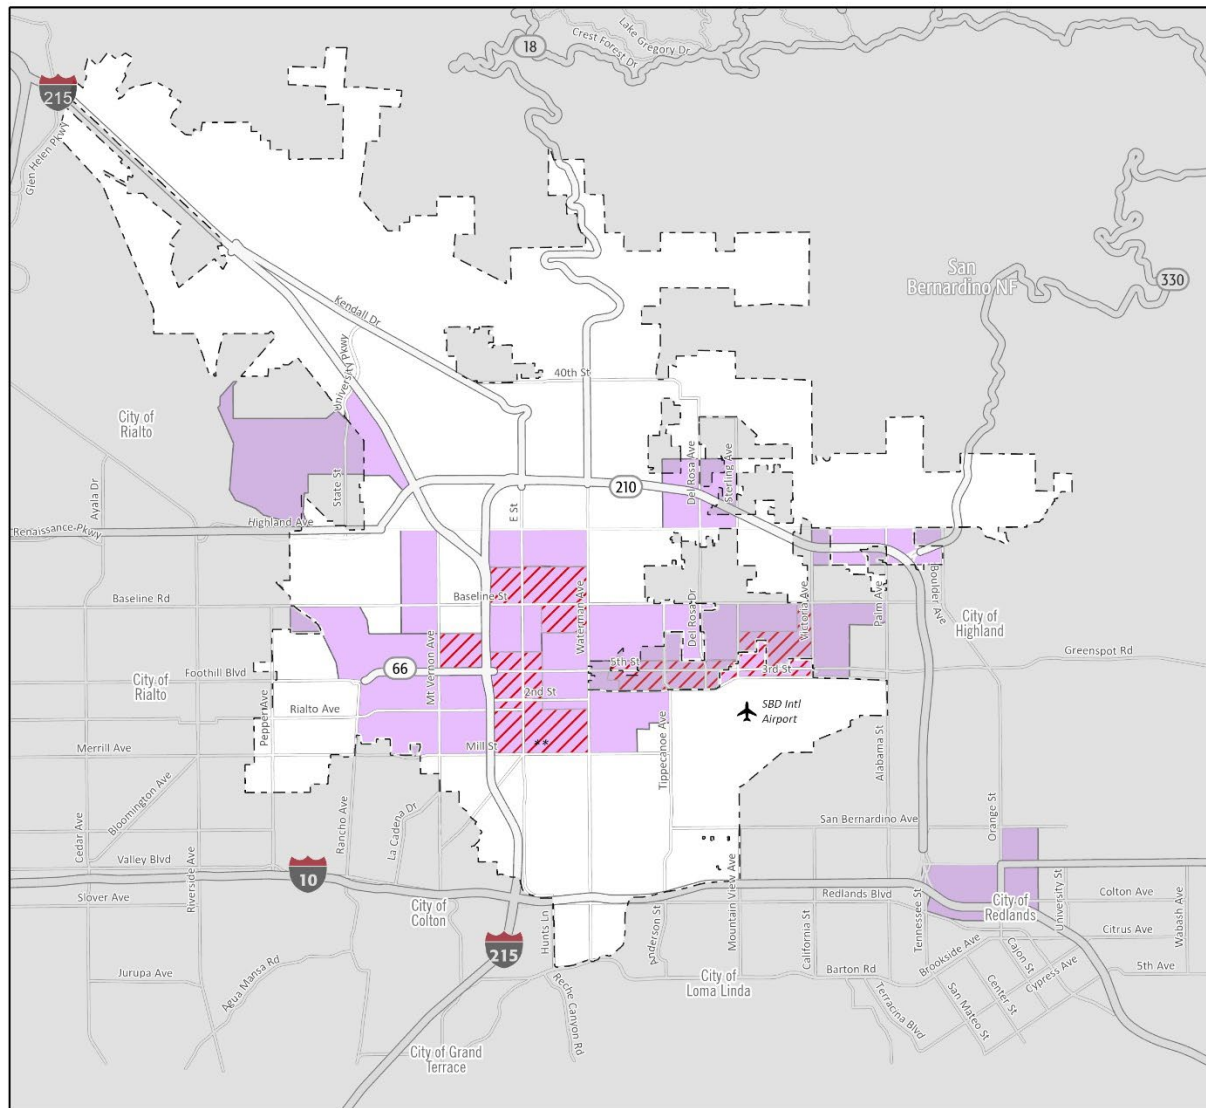 Lake Gregory Dr
Crest Forest Dr
18
215
Glen Helen Pkwy
San
Bernardino NF
330
Kendall Dr
University Pkwy
40th St
City of
Rialto
Ayala Dr
State St
Del Rosa Ave
Sterling Ave
210
E St
Highland Ave
Renaissance Pkwy
Baseline Rd
Baseline St
Waterman Ave
Del Rosa Dr
Victoria Ave
Palm Ave
Boulder Ave
City of
Highland
Greenspot Rd
Foothill Blvd
66
Mt Vernon Ave
5th St
3rd St
City of
Rialto
2nd St
Rialto Ave
Pepper Ave
SBD Intl
Airport
Merrill Ave
Mill St
**
Tippecanoe Ave
Alabama St
Cedar Ave
Bloomington Ave
Rancho Ave
La Cadena Dr
San Bernardino Ave
Orange St
Valley Blvd
10
Riverside Ave
Slover Ave
Mountain View Ave
Redlands Blvd
Tennessee St
University St
Colton Ave
Wabash Ave
City of
Colton
City of
Redlands
Hunts Ln
Anderson St
California St
Citrus Ave
215
Brookside Ave
Cajon St
Cypress Ave
Jurupa Ave
Agua Mansa Rd
City of
Loma Linda
Barton Rd
5th Ave
Reche Canyon Rd
Terracina Blvd
San Mateo St
Center St
City of Grand
Terrace